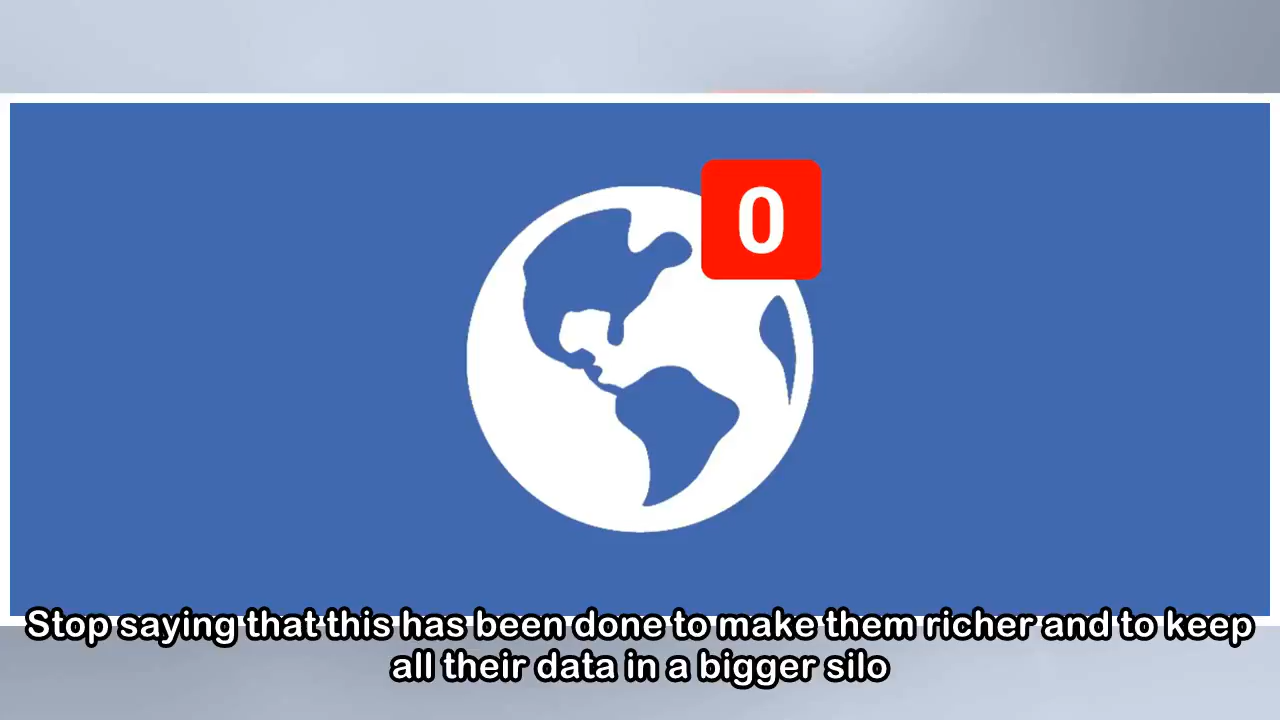 0
Stop saying that this has been done to make them richer and to keep
all their data in a bigger silo